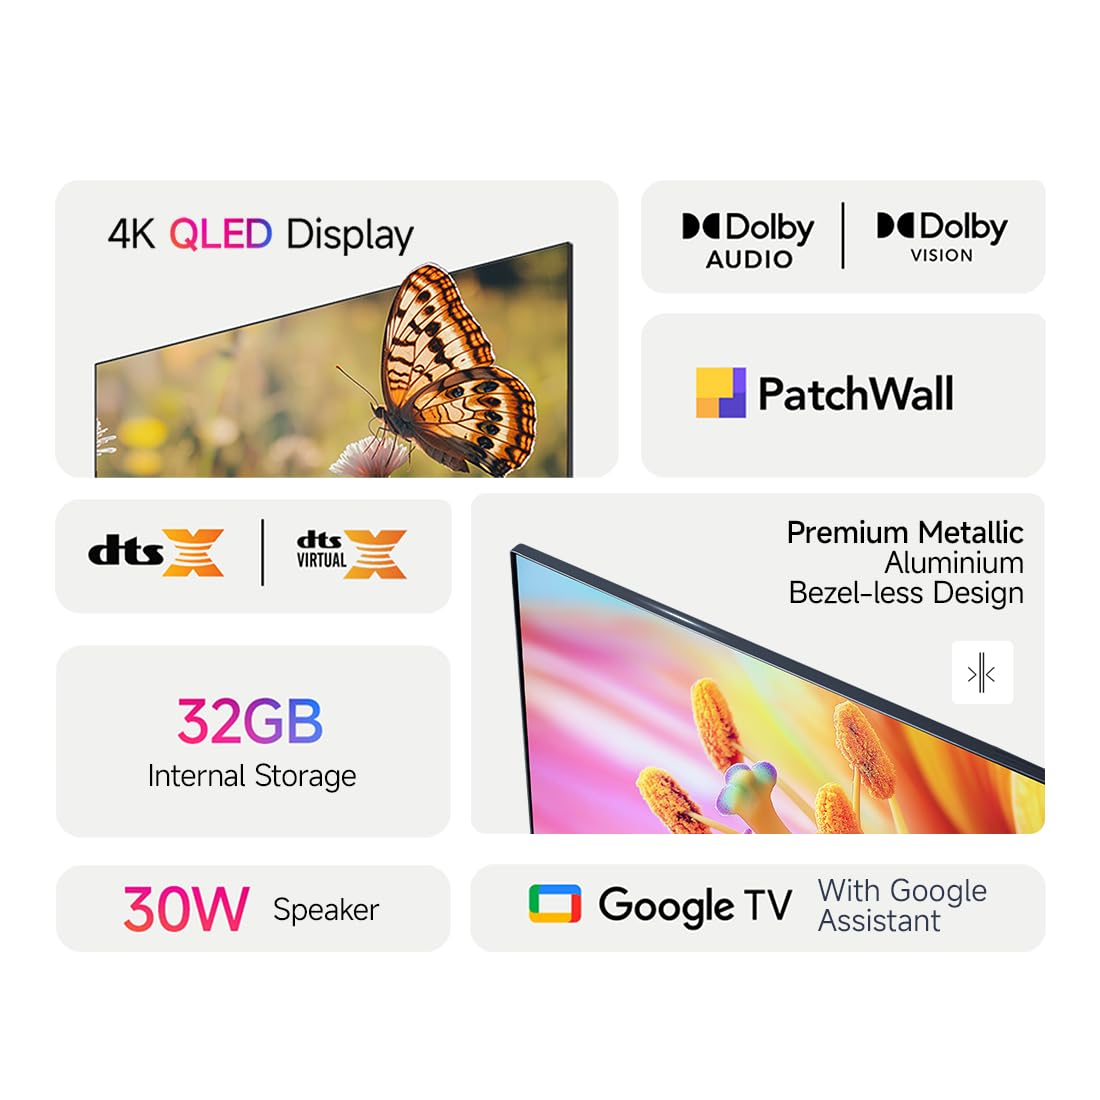 4K QLED Display
Dolby
AUDIO
Dolby
VISION
PatchWall
dts X
dts
VIRTUAL X
Premium Metallic
Aluminium
Bezel-less Design
32GB
Internal Storage
30W Speaker
Google TV
With Google
Assistant